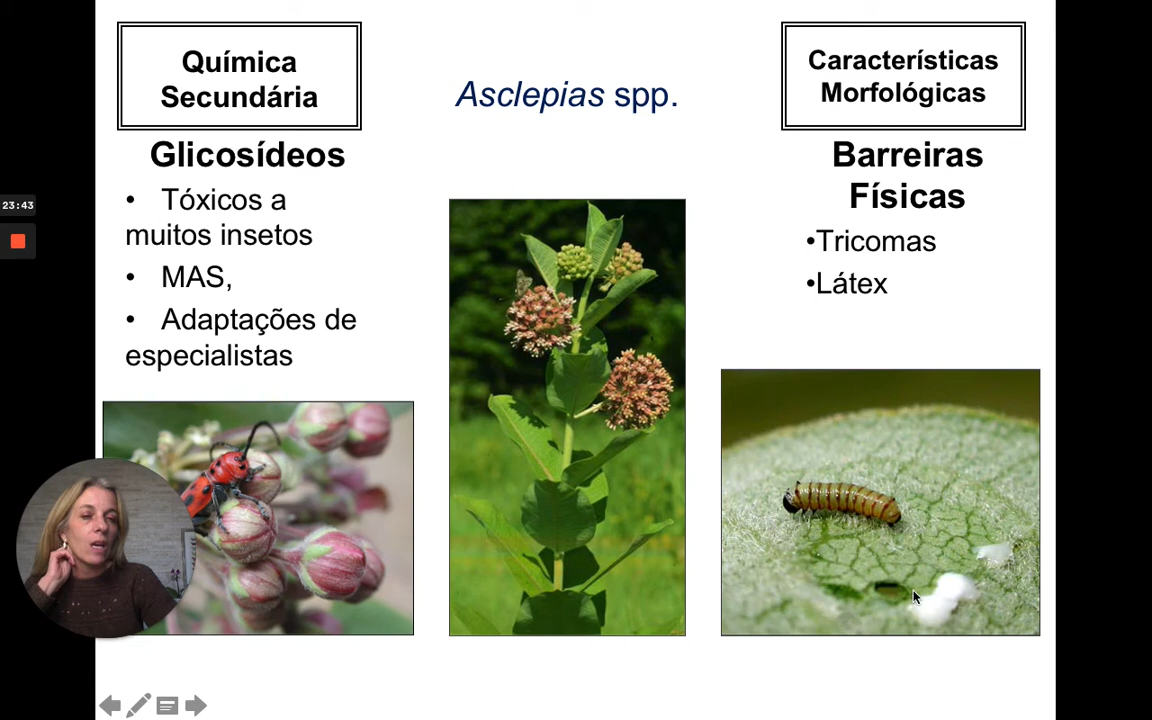 Química
Secundária
Asclepias spp.
Características
Morfológicas
Glicosídeos
• Tóxicos a
muitos insetos
• MAS,
• Adaptações de
especialistas
Barreiras
Físicas
•Tricomas
•Látex
23:43